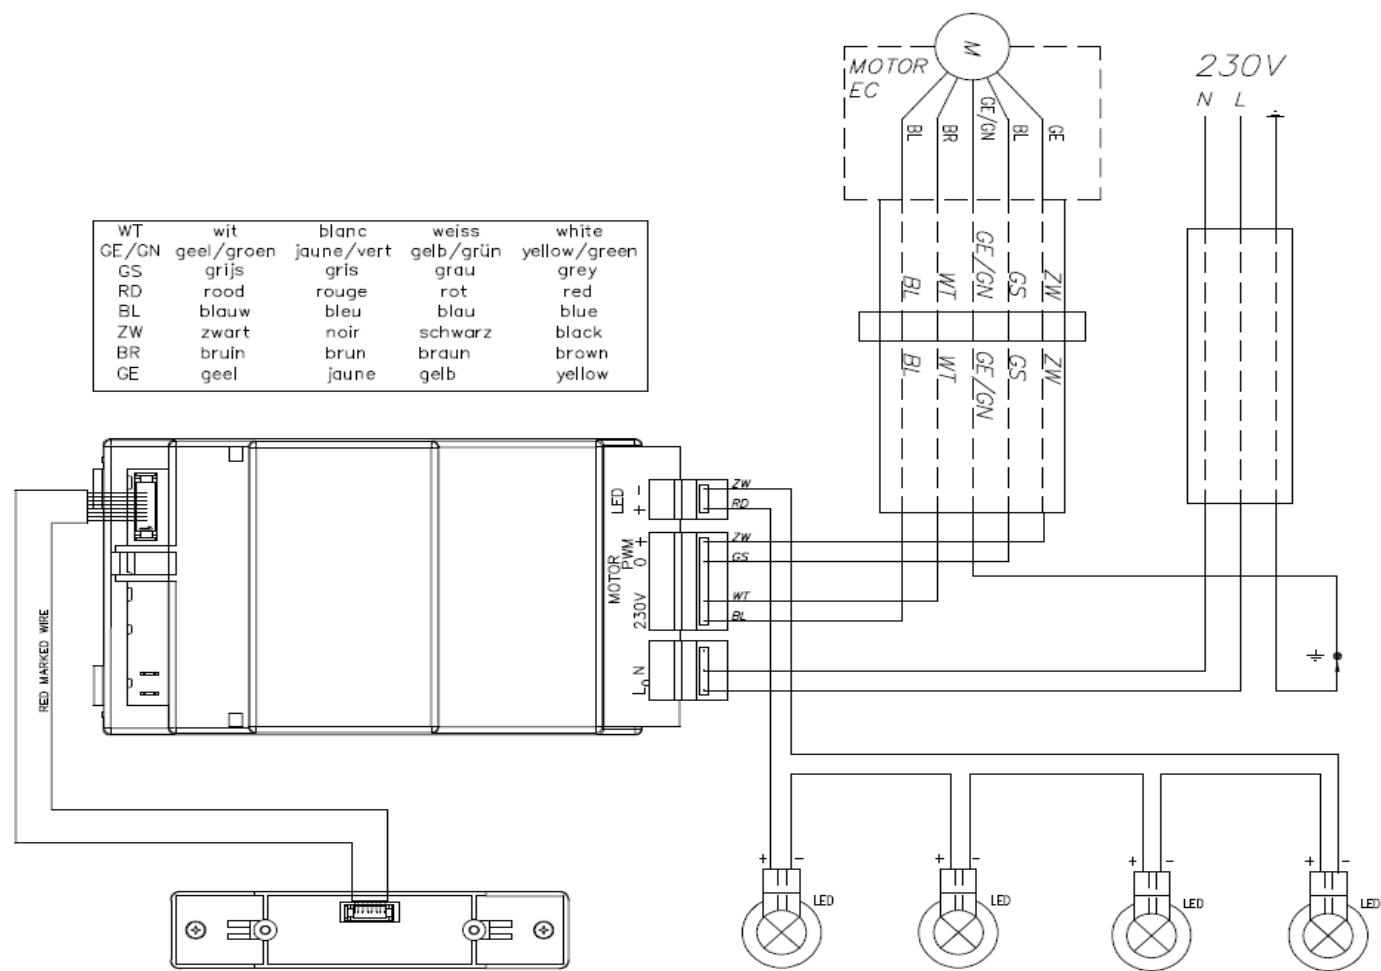 M
MOTOR
EC
230V
N L
BL BR GE/GN BL GE
WT wit blanc weiss white
GE/GN geel/groen jaune/vert gelb/grün yellow/green
GS grijs gris grau grey
RD rood rouge rot red
BL blauw bleu blau blue
ZW zwart noir schwarz black
BR bruin brun braun brown
GE geel jaune gelb yellow
BL WT GE/GN GS ZW
BL WT GE/GN GS ZW
LED
+ -
ZW
RD
MOTOR
PWM
0 +
230V
ZW
GS
WT
BL
L N
RED MARKED WIRE
+ - LED
+ - LED
+ - LED
+ - LED